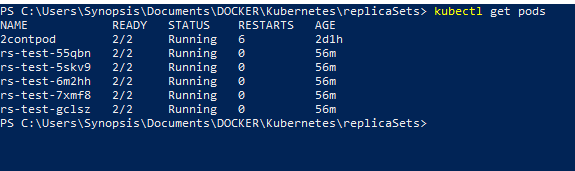 PS C:\Users\Synopsis\Documents\DOCKER\Kubernetes\replicaSets> kubectl get pods
NAME READY STATUS RESTARTS AGE
2contpod 2/2 Running 6 2d1h
rs-test-55qbn 2/2 Running 0 56m
rs-test-5skv9 2/2 Running 0 56m
rs-test-6m2hh 2/2 Running 0 56m
rs-test-7xmf8 2/2 Running 0 56m
rs-test-gclsz 2/2 Running 0 56m
PS C:\Users\Synopsis\Documents\DOCKER\Kubernetes\replicaSets>